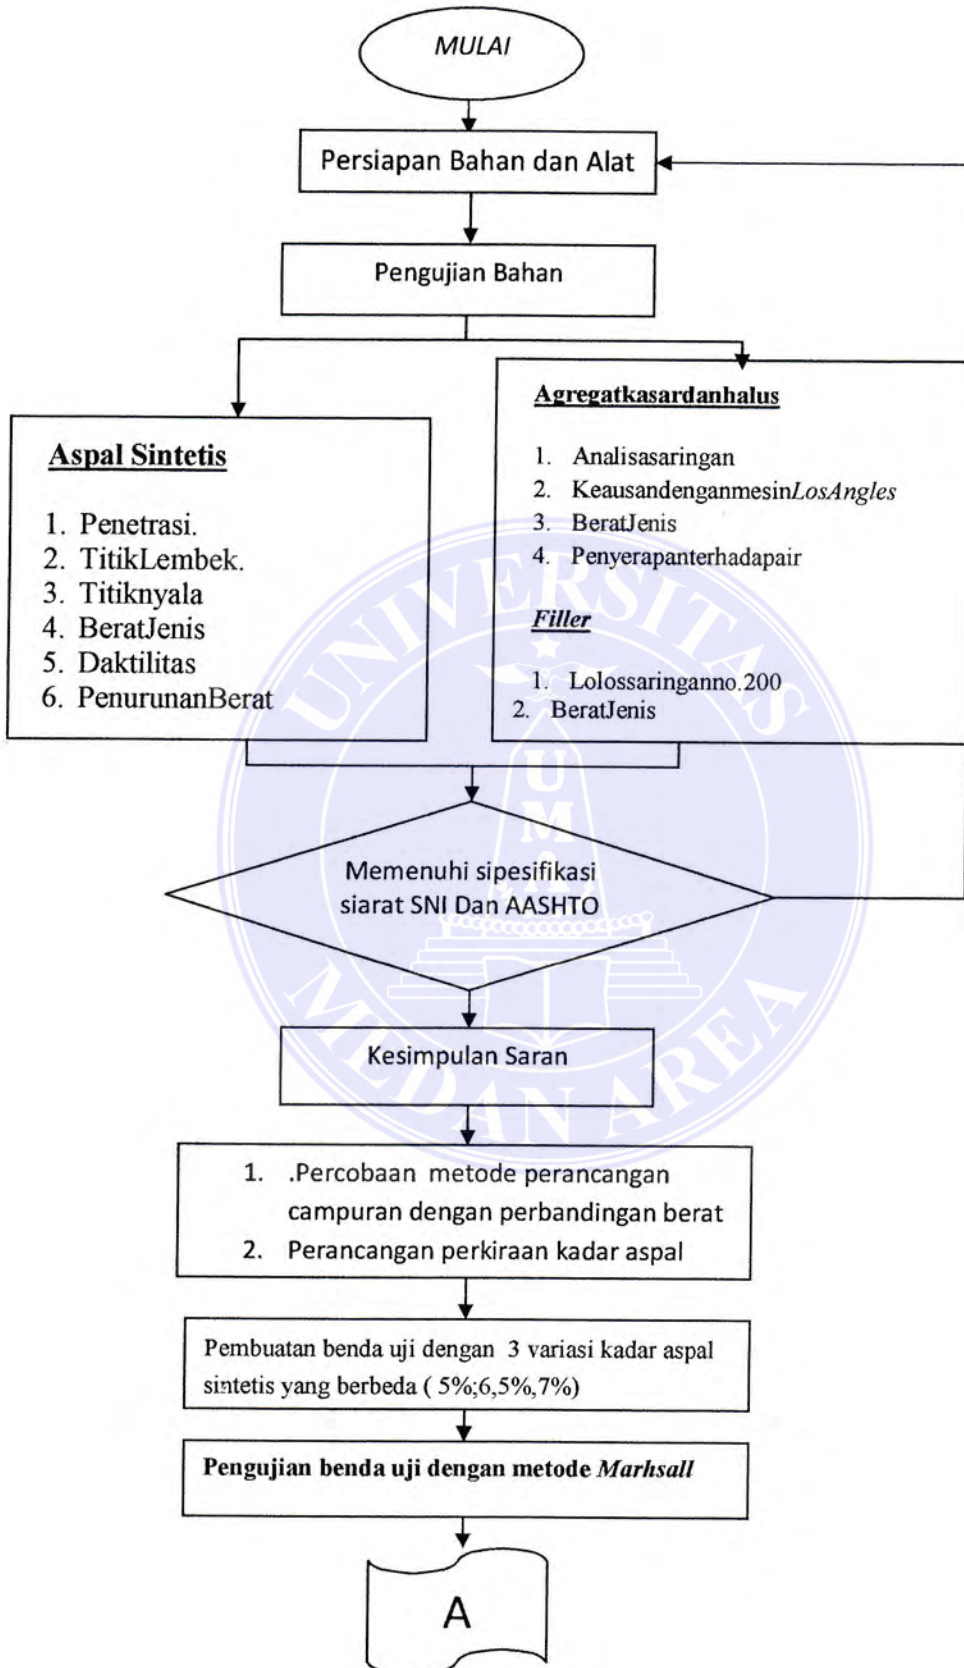 MULAI
Persiapan Bahan dan Alat
Pengujian Bahan
Aspal Sintetis
1. Penetrasi.
2. TitikLembek.
3. Titiknyala
4. BeratJenis
5. Daktilitas
6. PenurunanBerat
Agregatkasardanhalus
1. Analisasaringan
2. KeausandenganmesinLosAngles
3. BeratJenis
4. Penyerapanterhadapair
Filler
1. Lolossaringanno.200
2. BeratJenis
UNIVERSITAS
UMA
MEDAN AREA
Memenuhi sipesifikasi
siarat SNI Dan AASHTO
Kesimpulan Saran
1. .Percobaan metode perancangan
campuran dengan perbandingan berat
2. Perancangan perkiraan kadar aspal
Pembuatan benda uji dengan 3 variasi kadar aspal
sintetis yang berbeda ( 5%;6,5%,7%)
Pengujian benda uji dengan metode Marhsall
A